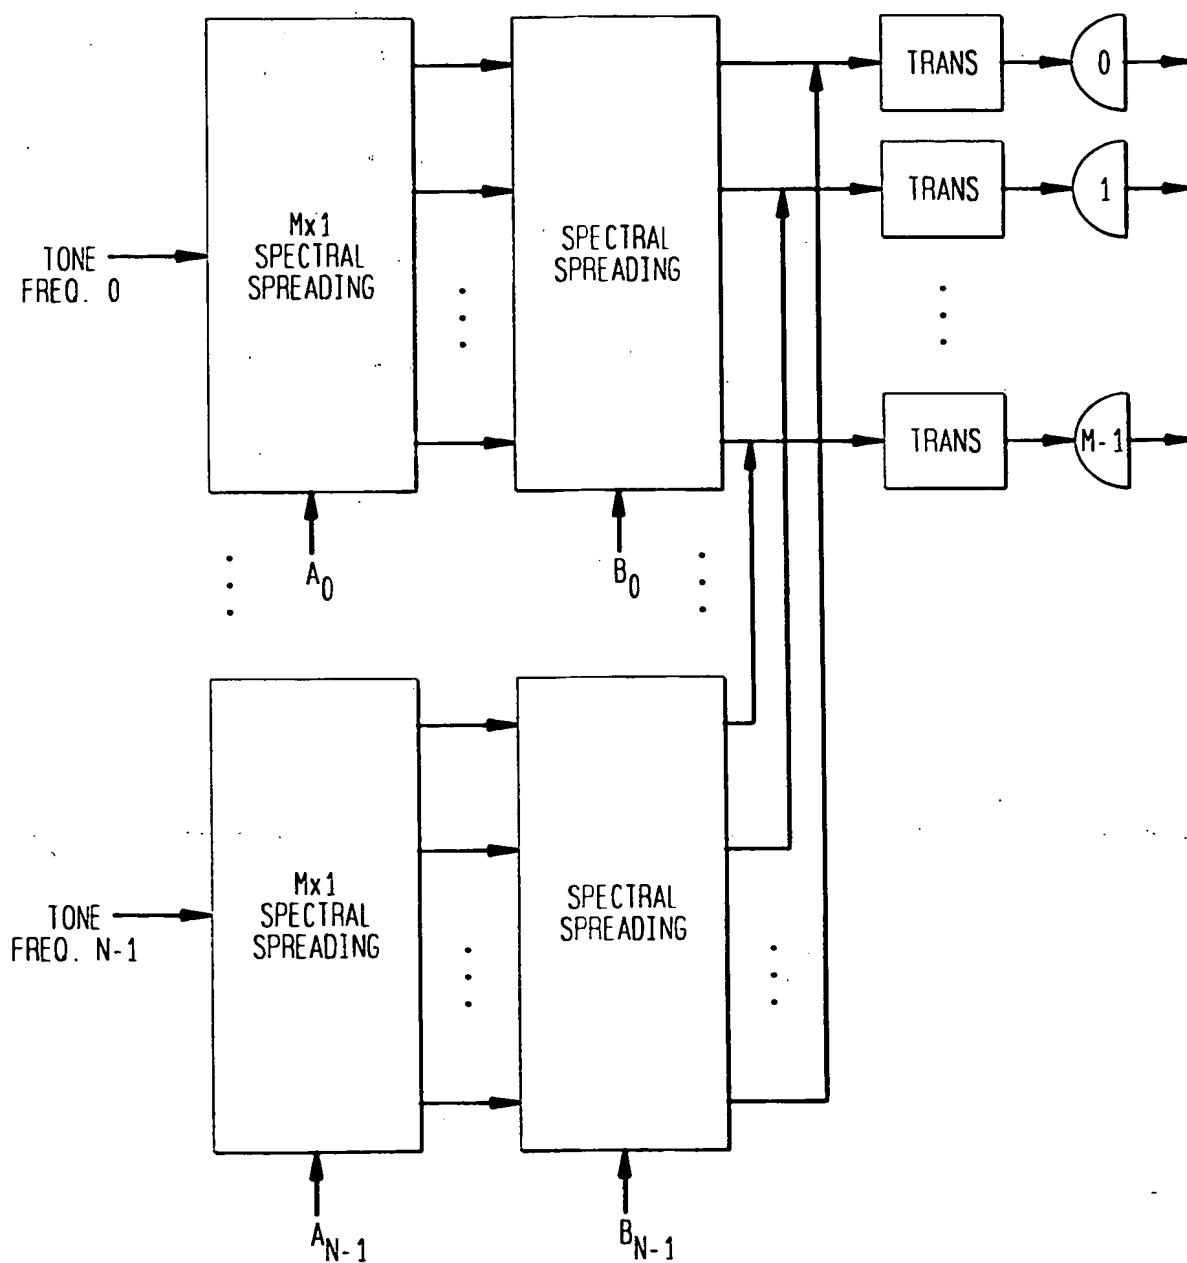 TRANS
0
TRANS
1
Mx1
SPECTRAL
SPREADING
SPECTRAL
SPREADING
TONE
FREQ. 0
TRANS
M-1
A0
B0
Mx1
SPECTRAL
SPREADING
SPECTRAL
SPREADING
TONE
FREQ. N-1
AN-1
BN-1